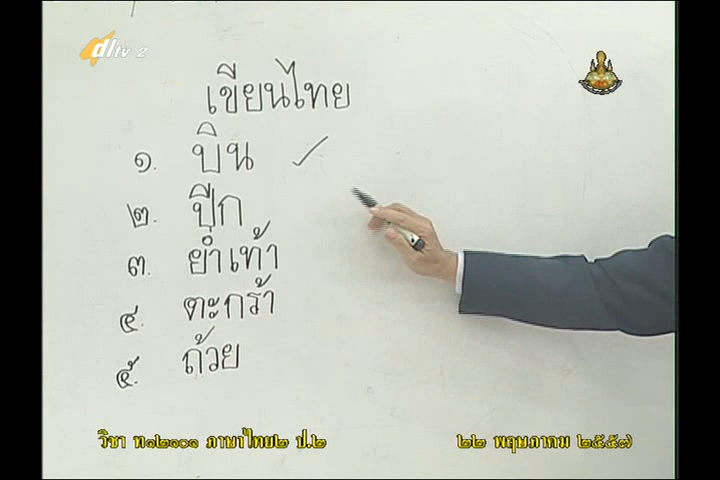 dltv 2
เขียนไทย
๑. บิน ✓
๒. ปีก
๓. ย่ำเท้า
๔. ตะกร้า
๕. ถ้วย
วิชา ท๑๒๑๐๑ ภาษาไทย๒ ป.๒
๒๒ พฤษภาคม ๒๕๕๗